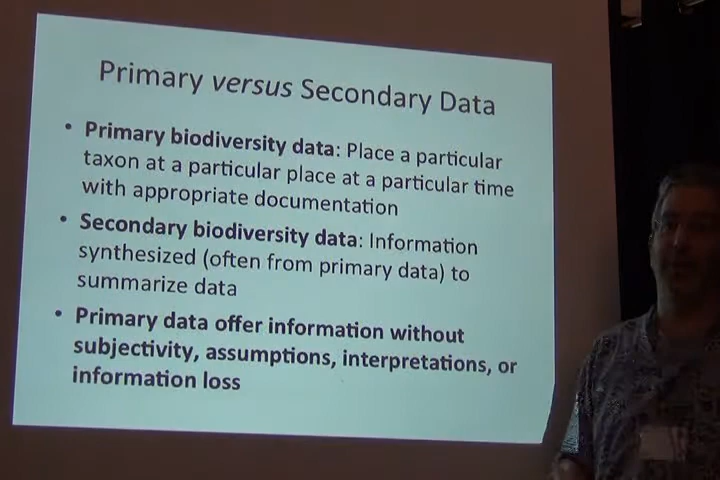 Primary versus Secondary Data
• Primary biodiversity data: Place a particular
taxon at a particular place at a particular time
with appropriate documentation
• Secondary biodiversity data: Information
synthesized (often from primary data) to
summarize data
• Primary data offer information without
subjectivity, assumptions, interpretations, or
information loss